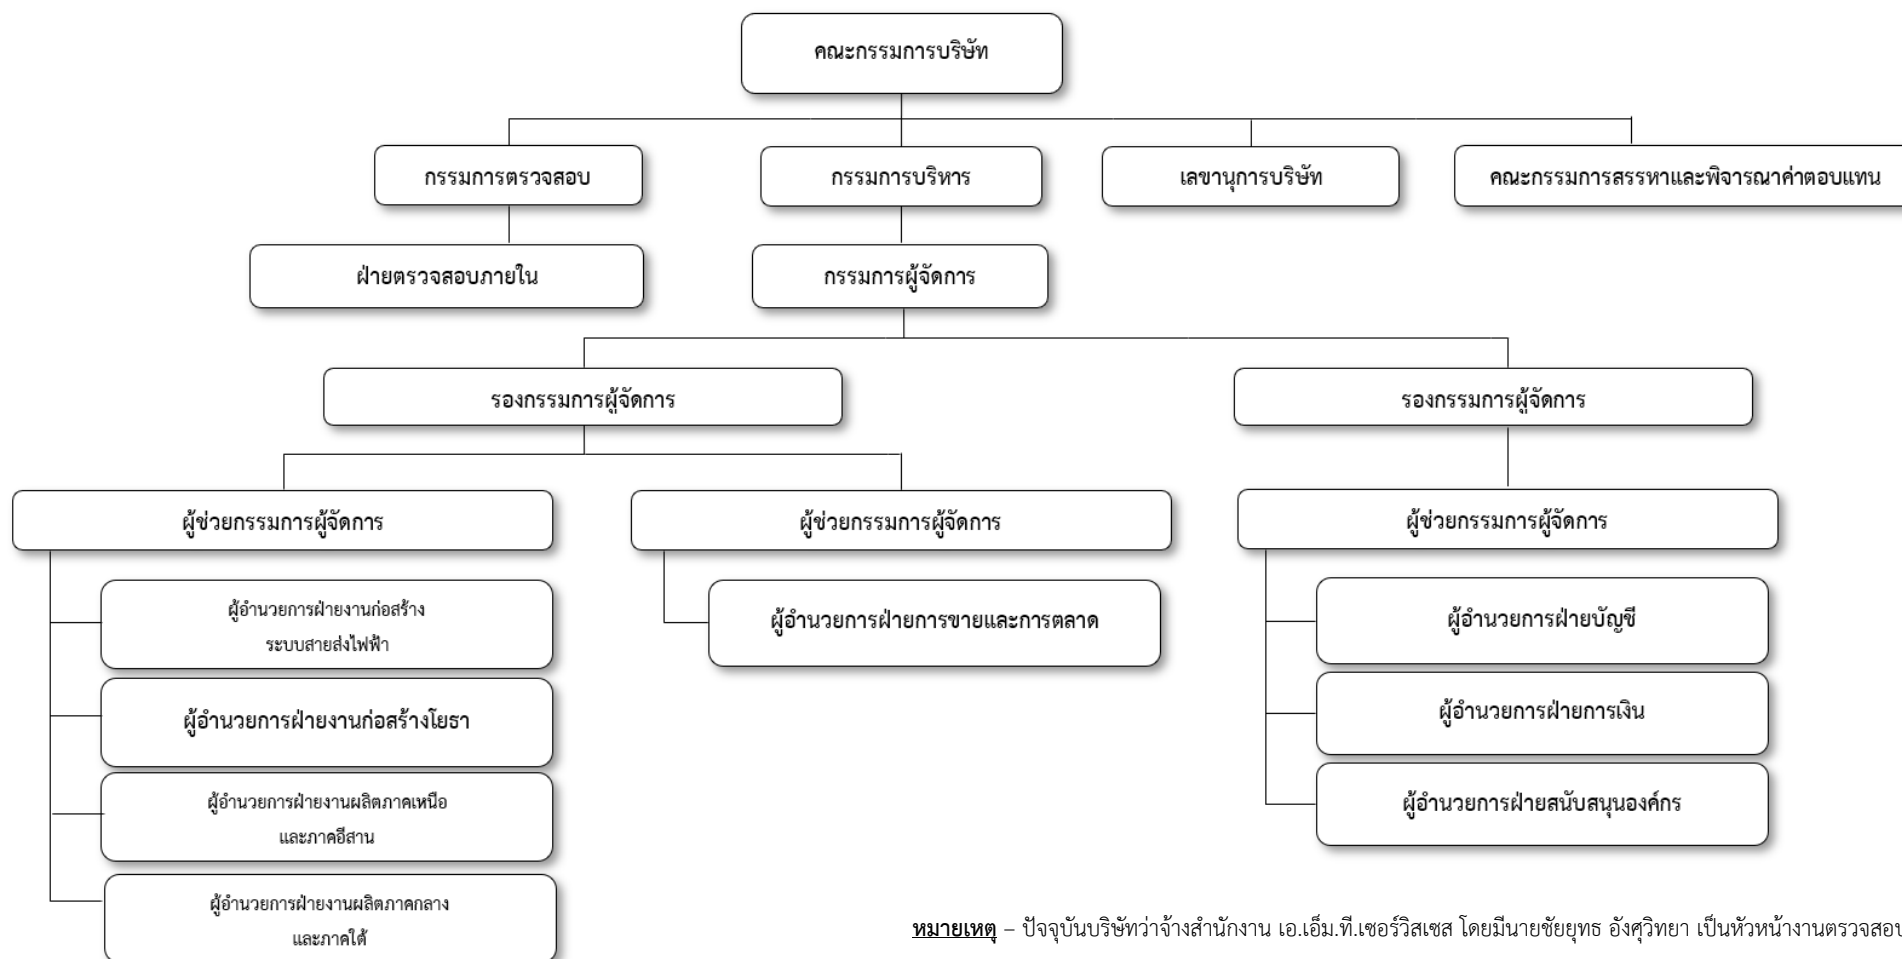 คณะกรรมการบริษัท
กรรมการตรวจสอบ
กรรมการบริหาร
เลขานุการบริษัท
คณะกรรมการสรรหาและพิจารณาค่าตอบแทน
ฝ่ายตรวจสอบภายใน
กรรมการผู้จัดการ
รองกรรมการผู้จัดการ
รองกรรมการผู้จัดการ
ผู้ช่วยกรรมการผู้จัดการ
ผู้ช่วยกรรมการผู้จัดการ
ผู้ช่วยกรรมการผู้จัดการ
ผู้อำนวยการฝ่ายงานก่อสร้าง
ระบบสายส่งไฟฟ้า
ผู้อำนวยการฝ่ายงานก่อสร้างโยธา
ผู้อำนวยการฝ่ายงานผลิตภาคเหนือ
และภาคอีสาน
ผู้อำนวยการฝ่ายงานผลิตภาคกลาง
และภาคใต้
ผู้อำนวยการฝ่ายการขายและการตลาด
ผู้อำนวยการฝ่ายบัญชี
ผู้อำนวยการฝ่ายการเงิน
ผู้อำนวยการฝ่ายสนับสนุนองค์กร
หมายเหตุ – ปัจจุบันบริษัทว่าจ้างสำนักงาน เอ.เอ็ม.ที.เซอร์วิสเซส โดยมีนายชัยยุทธ อังศุวิทยา เป็นหัวหน้างานตรวจสอบ